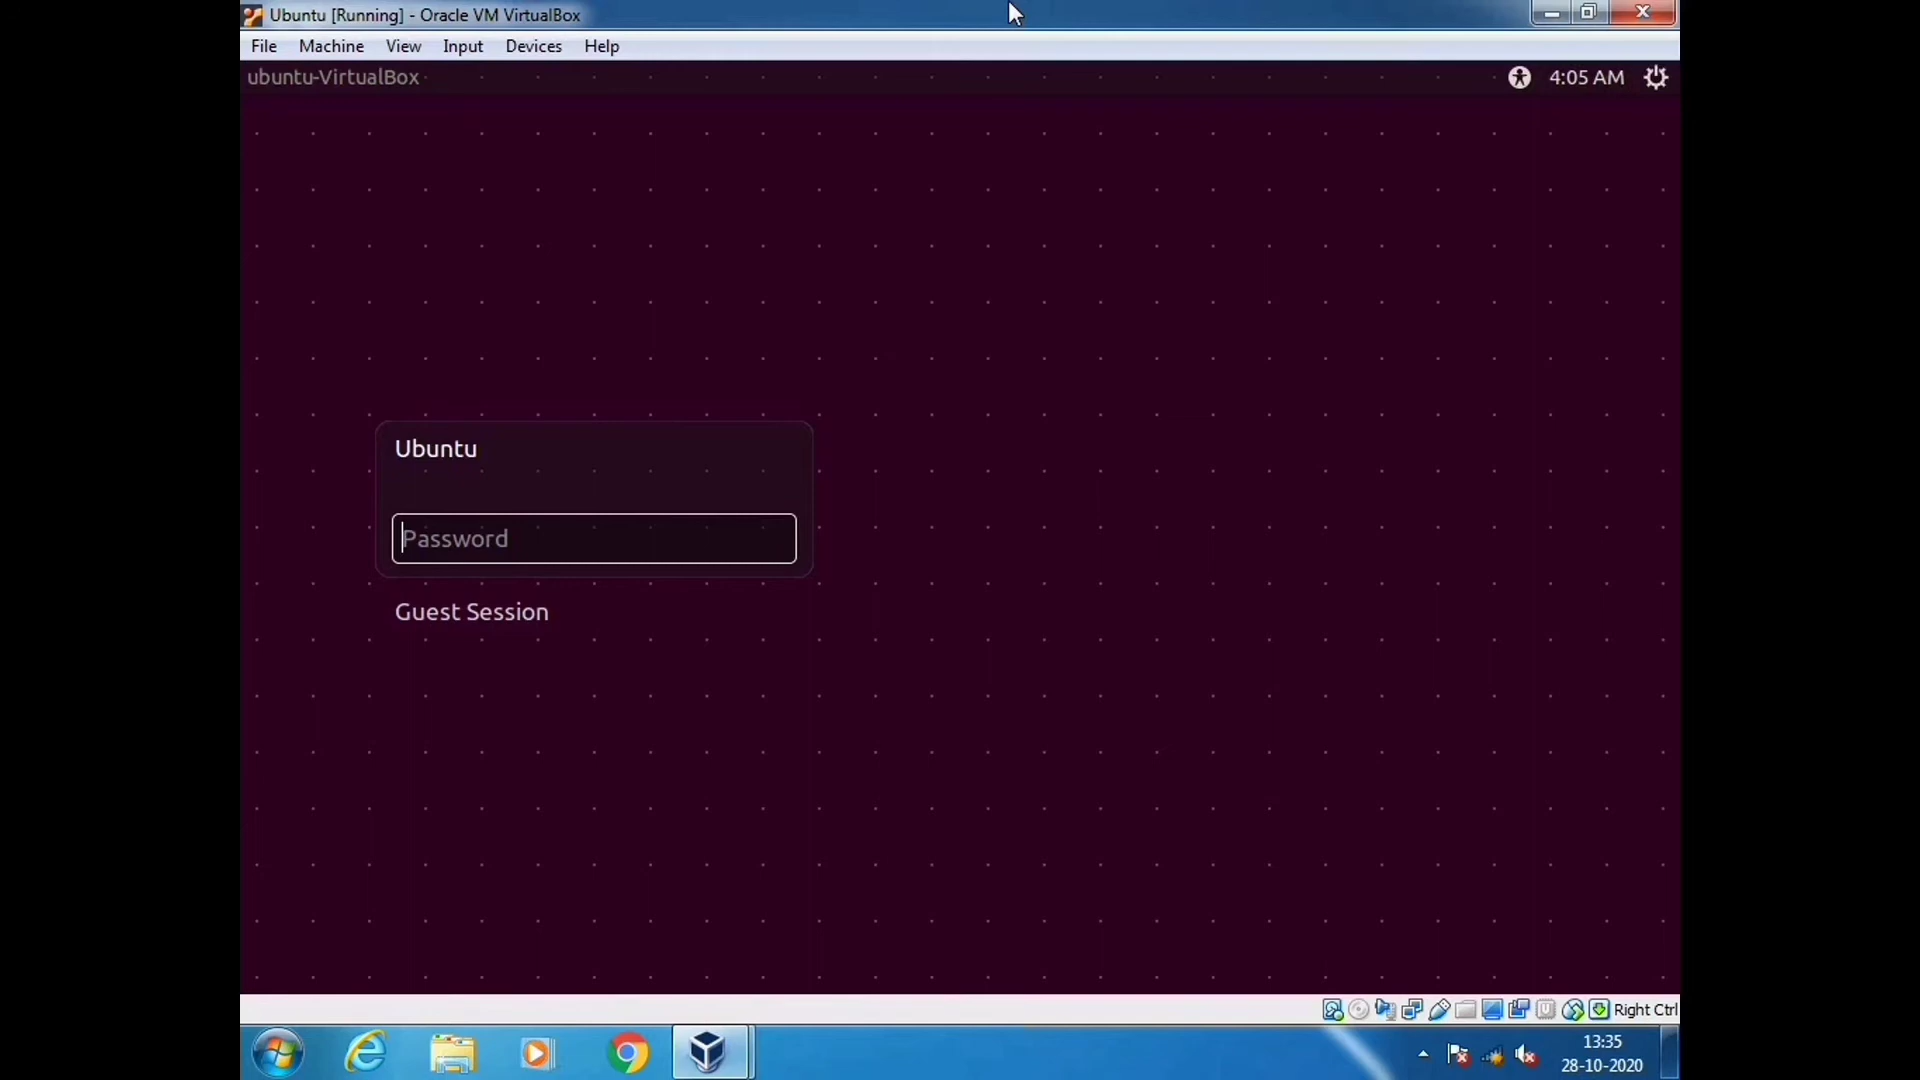 Ubuntu [Running] - Oracle VM VirtualBox
File Machine View Input Devices Help
ubuntu-VirtualBox
4:05 AM
Ubuntu
Password
Guest Session
Right Ctrl
13:35
28-10-2020